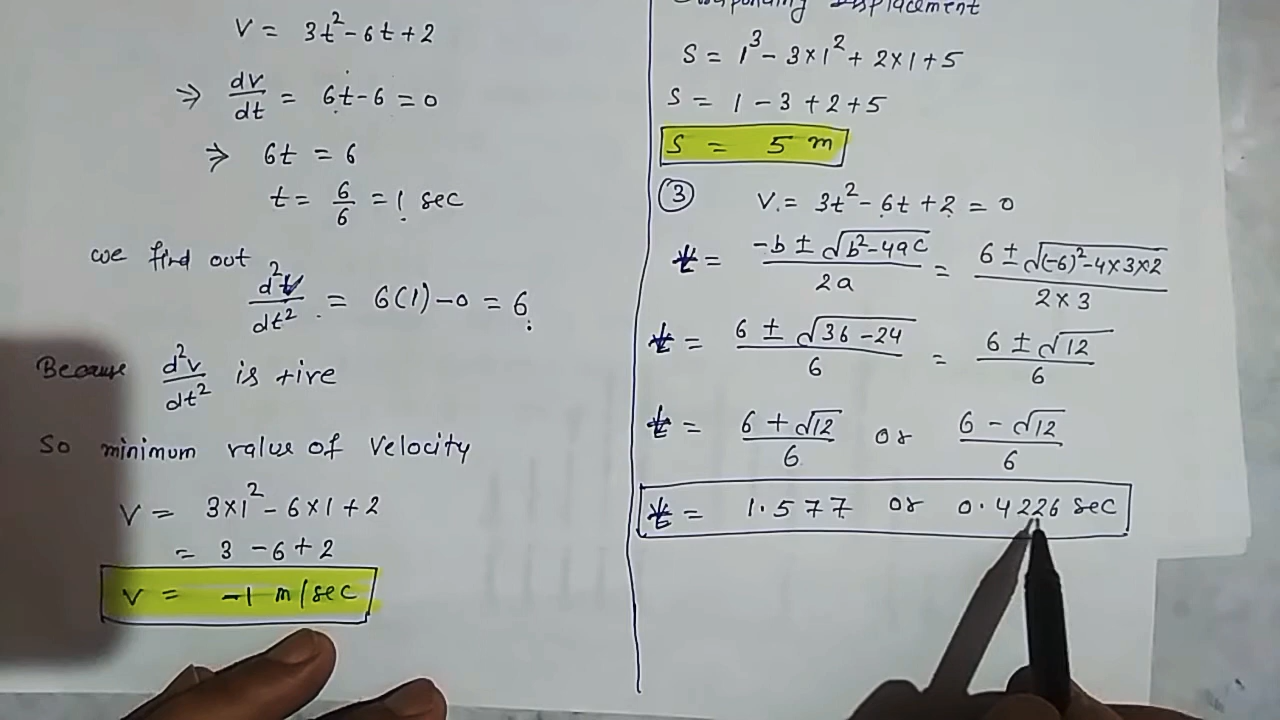 V = 3t² - 6t + 2
⇒ dv/dt = 6t - 6 = 0
⇒ 6t = 6
t = 6/6 = 1 sec
we find out
d²v/dt² = 6(1) - 0 = 6
Because d²v/dt² is +ive
So minimum value of Velocity
V = 3×1² - 6×1 + 2
= 3 - 6 + 2
V = -1 m/sec
displacement
S = 1³ - 3×1² + 2×1 + 5
S = 1 - 3 + 2 + 5
S = 5 m
③ V = 3t² - 6t + 2 = 0
t = (-b ± √(b² - 4ac))/2a = (6 ± √((-6)² - 4×3×2))/(2×3)
t = (6 ± √(36 - 24))/6 = (6 ± √12)/6
t = (6 + √12)/6 or (6 - √12)/6
t = 1.577 or 0.4226 sec